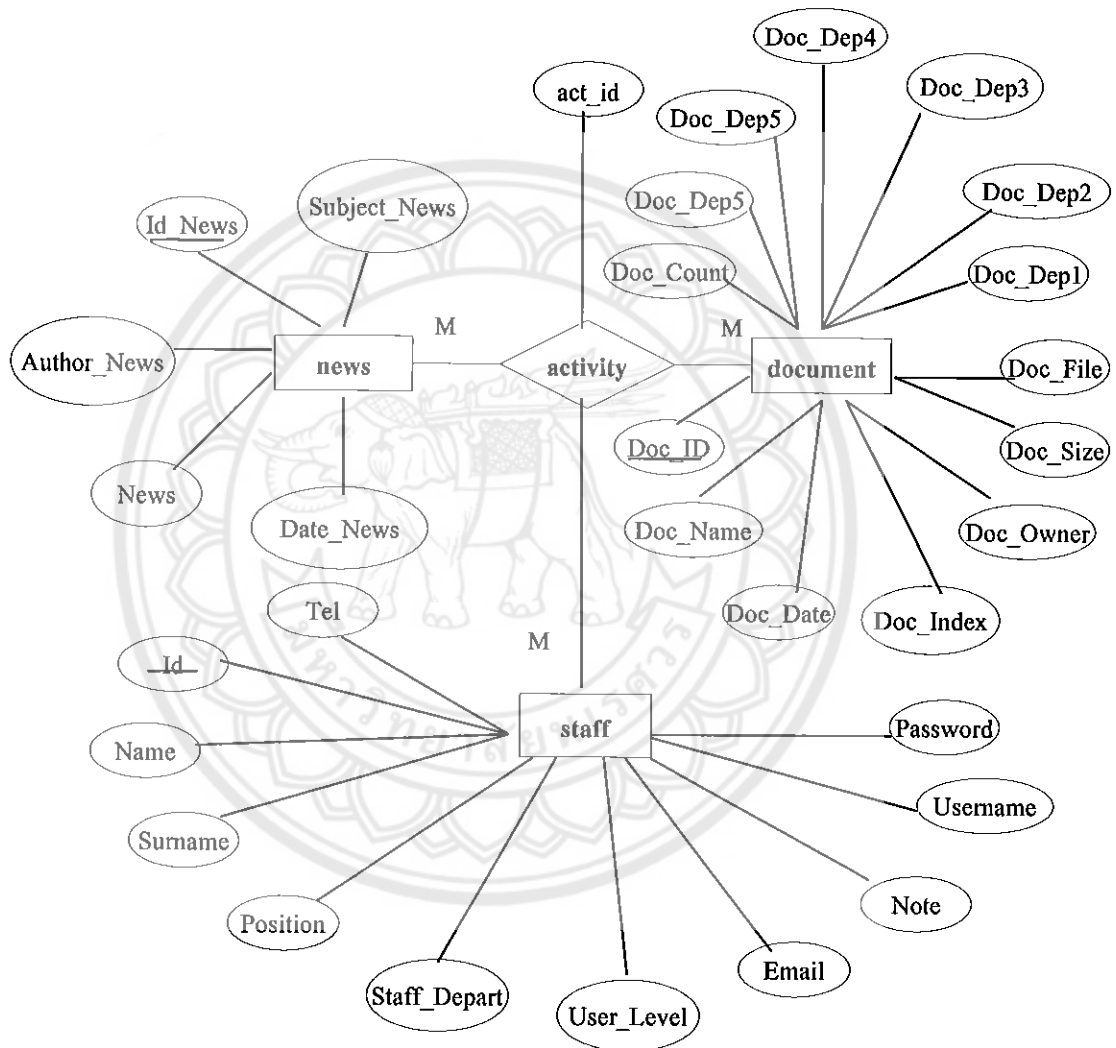 Doc_Dep4
act_id
Doc_Dep3
Doc_Dep5
Doc_Dep5
Doc_Dep2
Subject_News
Id_News
Doc_Count
Doc_Dep1
M
M
Author_News
news
activity
document
Doc_File
Doc_ID
Doc_Size
News
Date_News
Doc_Name
Doc_Owner
Tel
Doc_Date
Doc_Index
M
Id
staff
Password
Name
Username
Surname
Note
Position
Email
Staff_Depart
User_Level